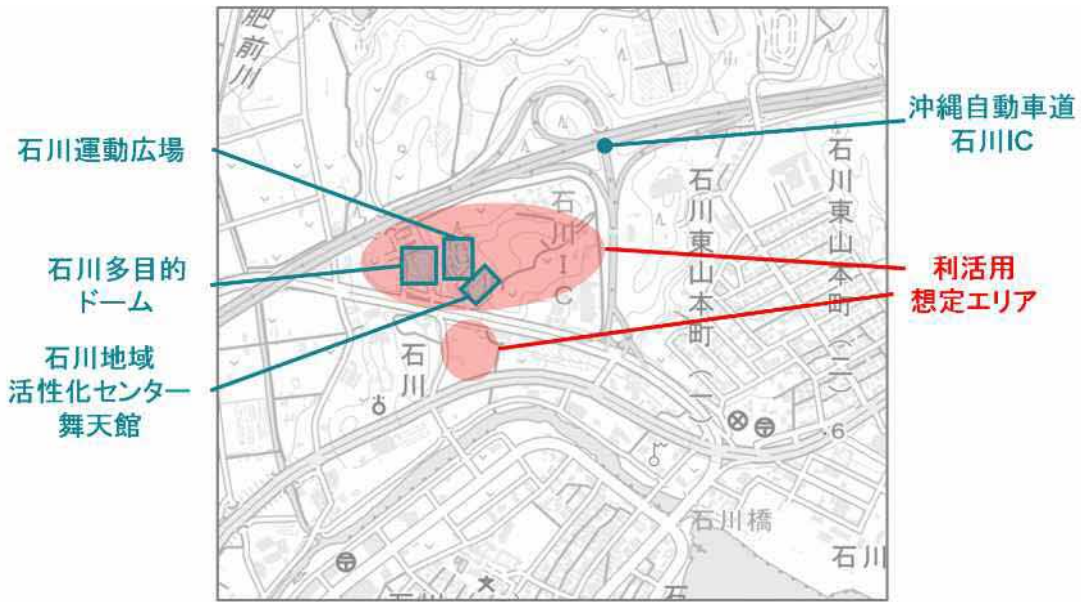 肥前川
石川運動広場
石川多目的
ドーム
石川地域
活性化センター
舞天館
沖縄自動車道
石川IC
利活用
想定エリア
石川IC
石川東山本町(一)
石川東山本町(二)
石川
6
石川橋
石川
石